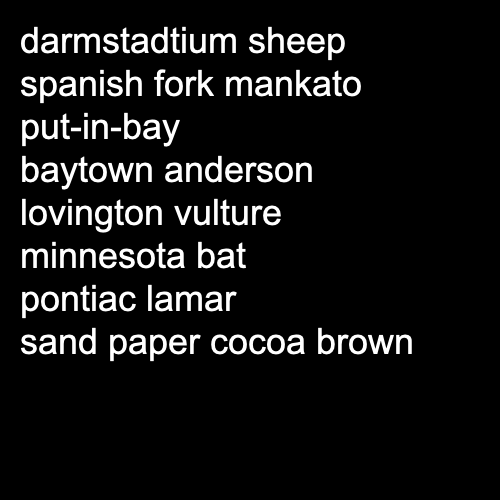 darmstadtium sheep
spanish fork mankato
put-in-bay
baytown anderson
lovington vulture
minnesota bat
pontiac lamar
sand paper cocoa brown